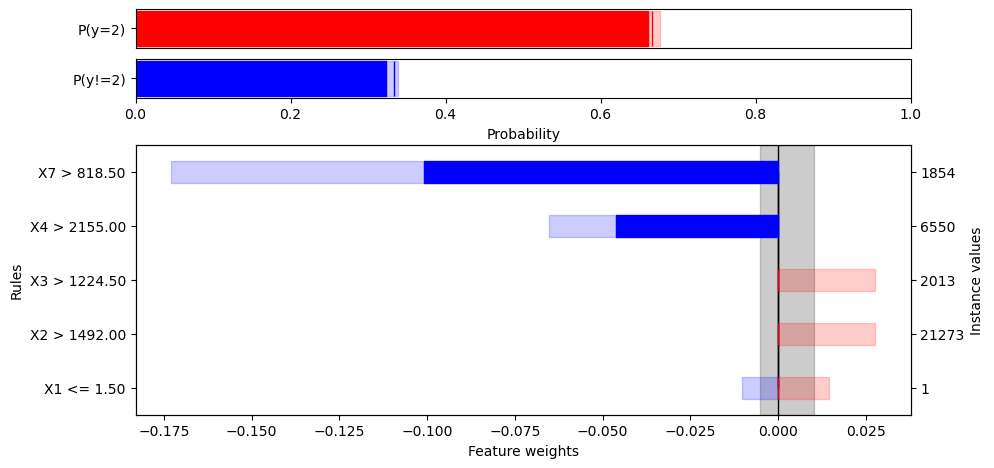 P(y=2)
P(y!=2)
0.0 0.2 0.4 0.6 0.8 1.0
Probability
X7 > 818.50 1854
X4 > 2155.00 6550
X3 > 1224.50 2013
X2 > 1492.00 21273
X1 <= 1.50 1
Rules
Instance values
−0.175 −0.150 −0.125 −0.100 −0.075 −0.050 −0.025 0.000 0.025
Feature weights